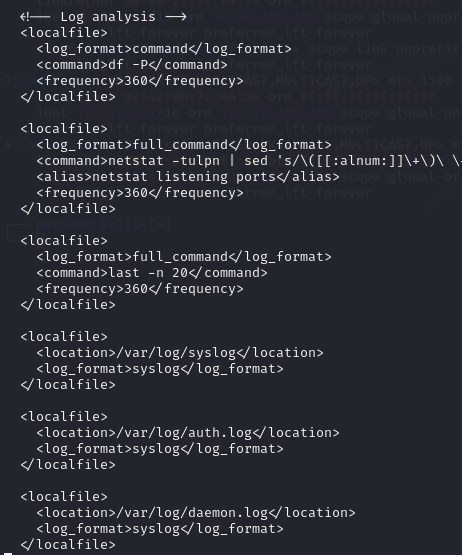 <!-- Log analysis -->
<localfile>
<log_format>command</log_format>
<command>df -P</command>
<frequency>360</frequency>
</localfile>
<localfile>
<log_format>full_command</log_format>
<command>netstat -tulpn | sed 's/\([[:alnum:]]\+\)\ \
<alias>netstat listening ports</alias>
<frequency>360</frequency>
</localfile>
<localfile>
<log_format>full_command</log_format>
<command>last -n 20</command>
<frequency>360</frequency>
</localfile>
<localfile>
<location>/var/log/syslog</location>
<log_format>syslog</log_format>
</localfile>
<localfile>
<location>/var/log/auth.log</location>
<log_format>syslog</log_format>
</localfile>
<localfile>
<location>/var/log/daemon.log</location>
<log_format>syslog</log_format>
</localfile>